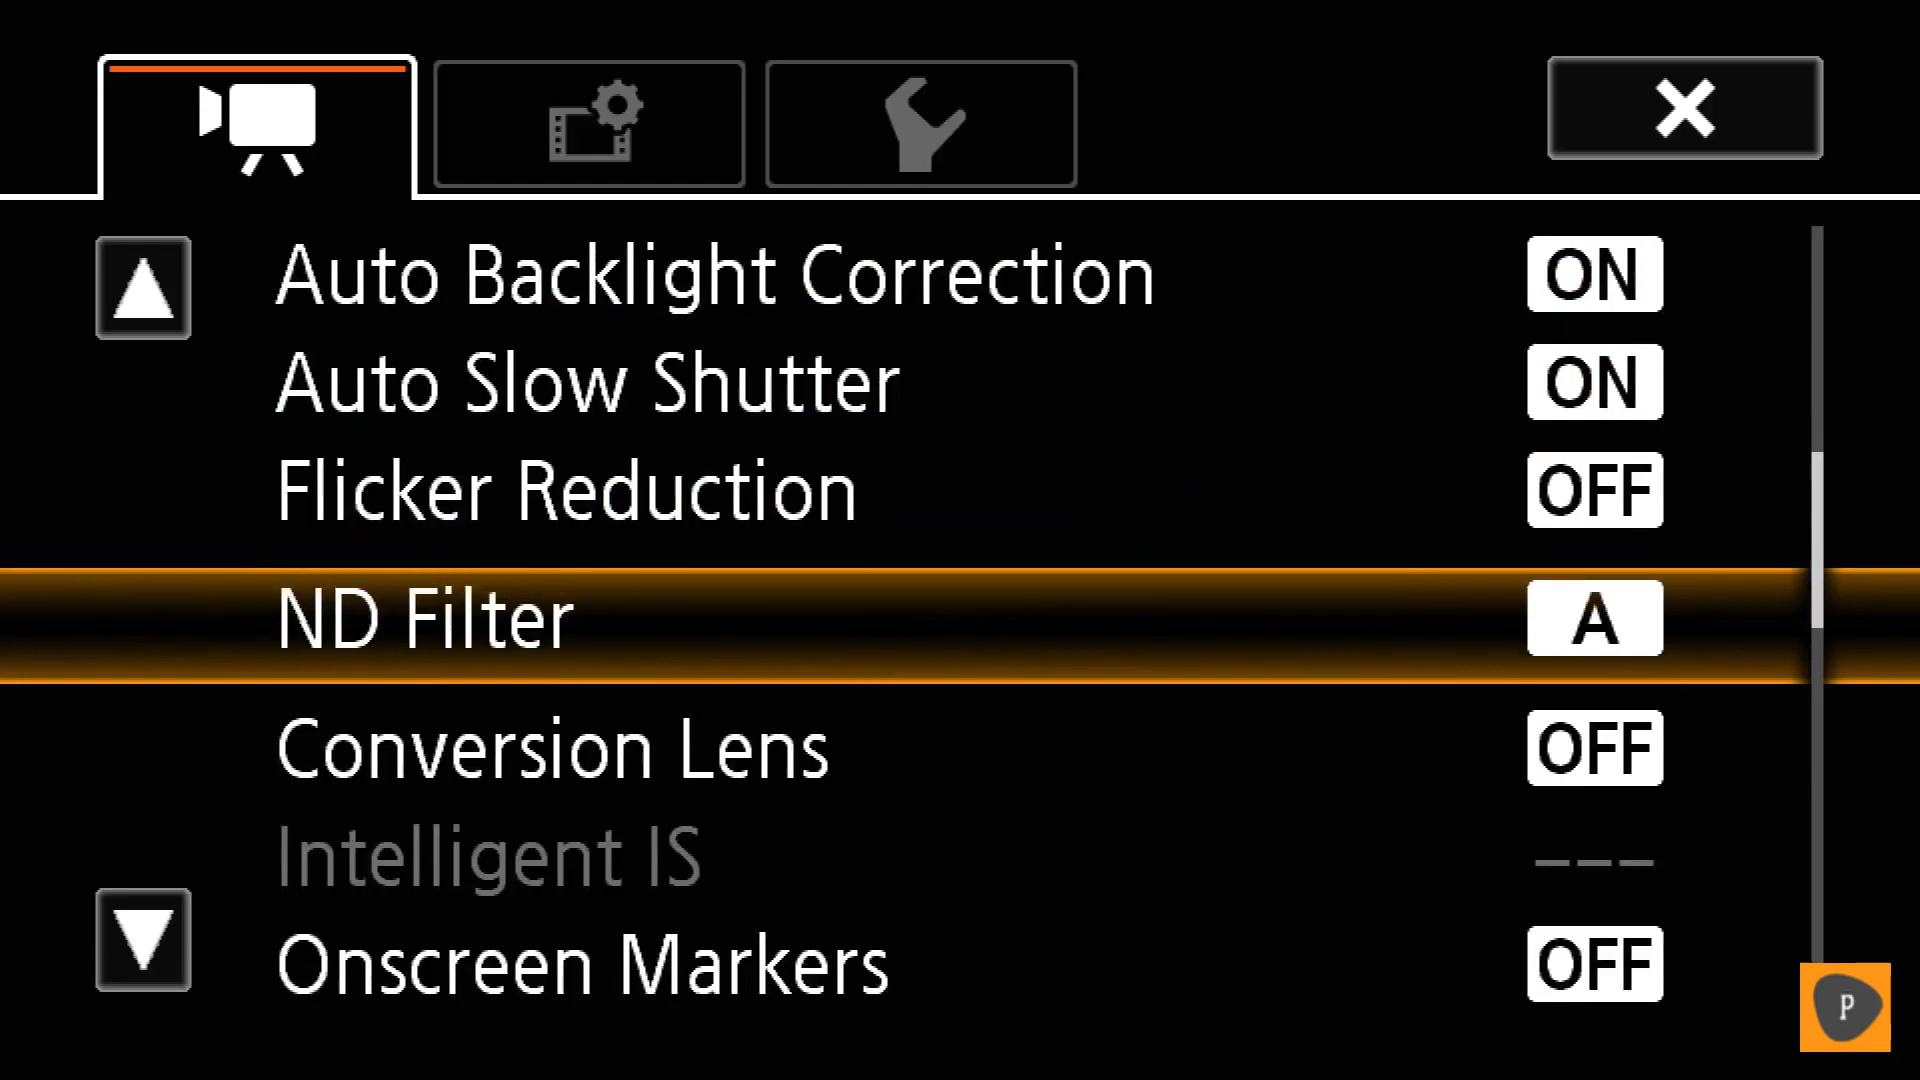 Auto Backlight Correction ON
Auto Slow Shutter ON
Flicker Reduction OFF
ND Filter A
Conversion Lens OFF
Intelligent IS ---
Onscreen Markers OFF
P